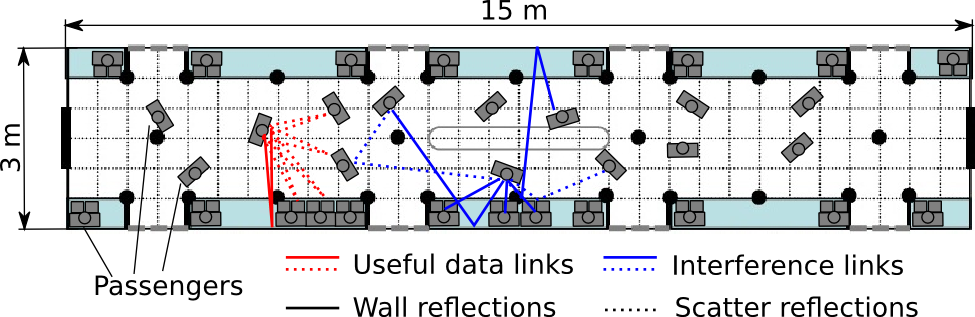 15 m
3 m
Passengers
Useful data links
Interference links
Wall reflections
Scatter reflections